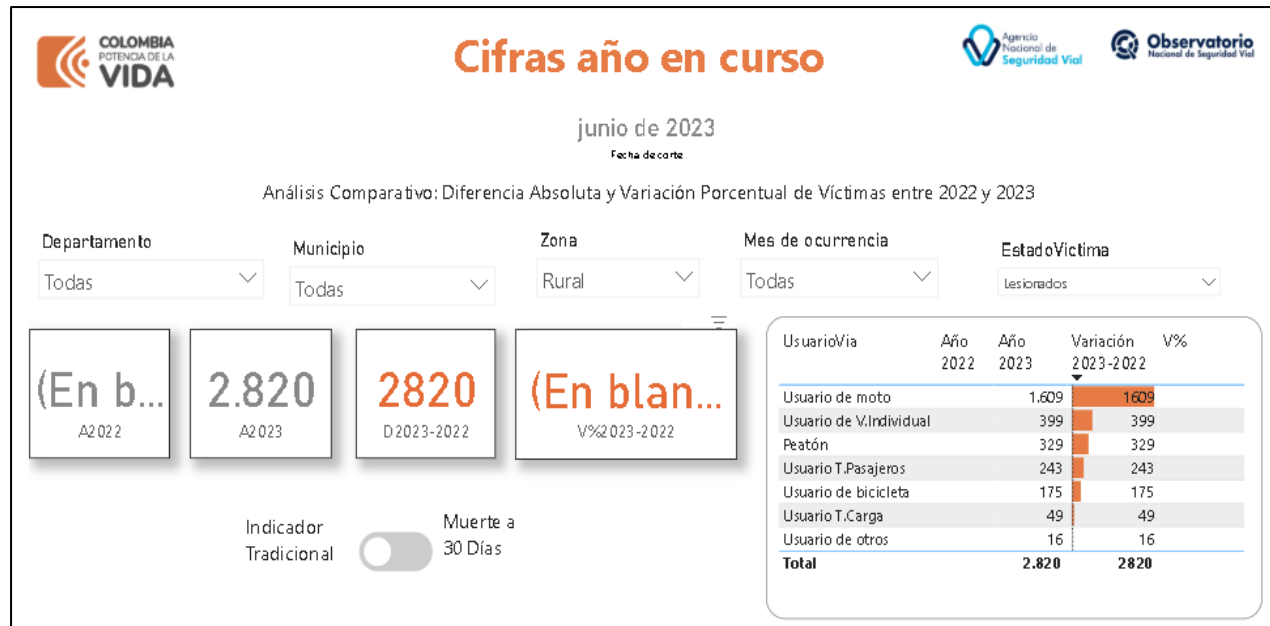 COLOMBIA
POTENCIA DE LA
VIDA
Cifras año en curso
Agencia
Nacional de
Seguridad Vial
Observatorio
Nacional de Seguridad Vial
junio de 2023
Fecha de corte
Análisis Comparativo: Diferencia Absoluta y Variación Porcentual de Víctimas entre 2022 y 2023
Departamento
Todas
Municipio
Todas
Zona
Rural
Mes de ocurrencia
Todas
EstadoVictima
Lesionados
(En b...
A2022
2.820
A2023
2820
D2023-2022
(En blan...
V%2023-2022
UsuarioVia Año 2022 Año 2023 Variación 2023-2022 V%
Usuario de moto 1.609 1609
Usuario de V.Individual 399 399
Peatón 329 329
Usuario T.Pasajeros 243 243
Usuario de bicicleta 175 175
Usuario T.Carga 49 49
Usuario de otros 16 16
Total 2.820 2820
Indicador
Tradicional
Muerte a
30 Días